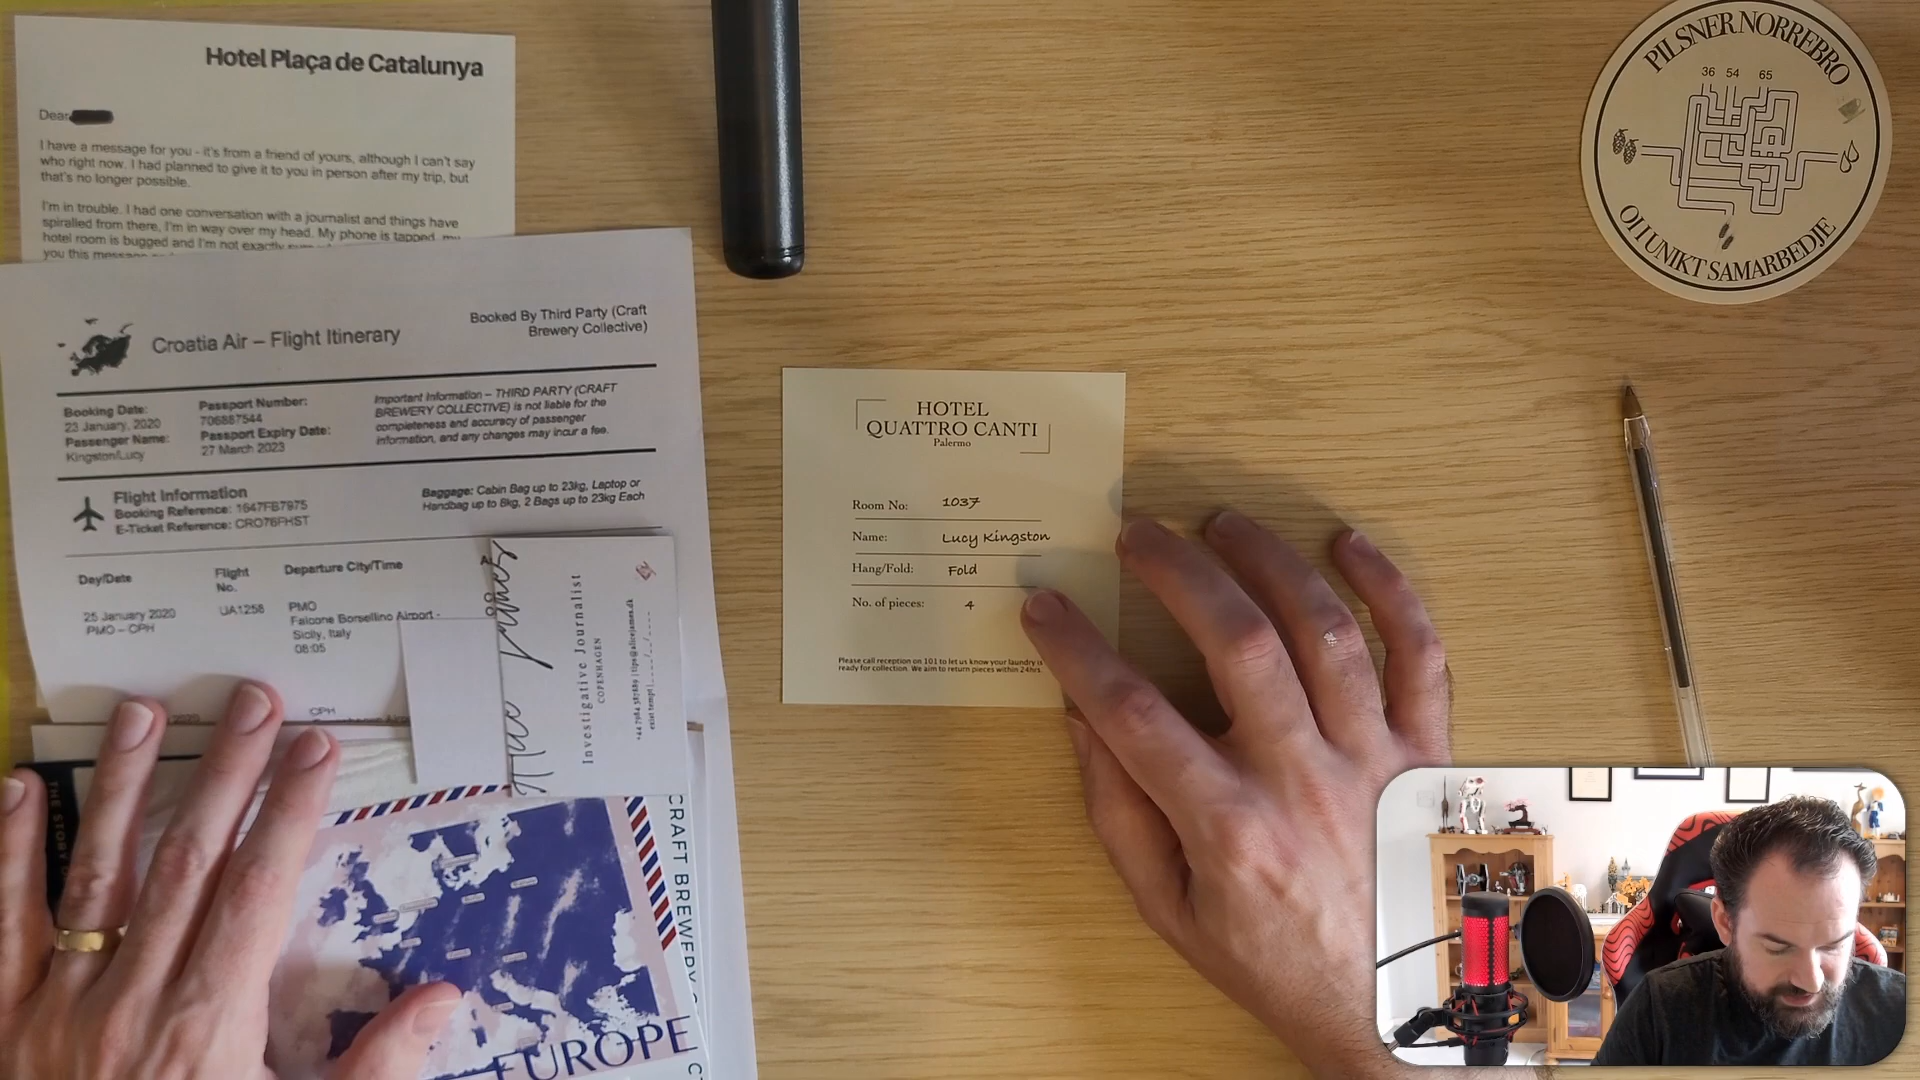 Hotel Plaça de Catalunya
Dear
I have a message for you - it's from a friend of yours, although I can't say
who right now. I had planned to give it to you in person after my trip, but
that's no longer possible.
I'm in trouble. I had one conversation with a journalist and things have
spiralled from there, I'm in way over my head. My phone is tapped, my
hotel room is bugged and I'm not exactly
you this message
Croatia Air – Flight Itinerary
Booked By Third Party (Craft
Brewery Collective)
Booking Date:
23 January, 2020
Passenger Name:
Kingston/Lucy
Passport Number:
706887544
Passport Expiry Date:
27 March 2023
Important Information – THIRD PARTY (CRAFT
BREWERY COLLECTIVE) is not liable for the
completeness and accuracy of passenger
information, and any changes may incur a fee.
Flight Information
Booking Reference: 1647FB7975
E-Ticket Reference: CRO76FHST
Baggage: Cabin Bag up to 23kg, Laptop or
Handbag up to 8kg, 2 Bags up to 23kg Each
Day/Date
Flight
No.
Departure City/Time
25 January 2020
PMO – CPH
UA1258
PMO
Falcone Borsellino Airport -
Sicily, Italy
08:05
2020
CPH
Investigative Journalist
COPENHAGEN
THE STORY
EUROPE
CRAFT BREWERY
HOTEL
QUATTRO CANTI
Palermo
Room No: 1037
Name: Lucy Kingston
Hang/Fold: Fold
No. of pieces: 4
Please call reception on 101 to let us know your laundry is
ready for collection. We aim to return pieces within 24hrs.
PILSNER NORREBRO
36 54 65
OIITUNIKT SAMARBEDJE